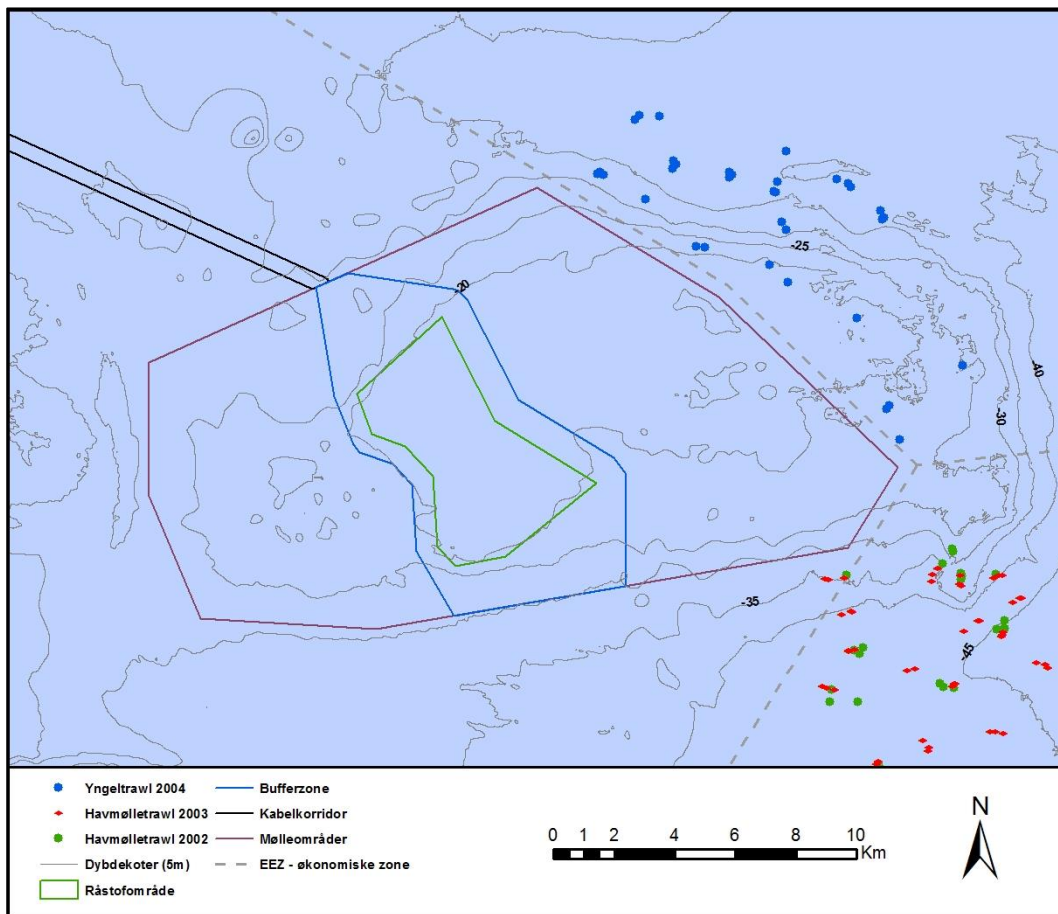 -20
-25
-40
-30
-35
-45
Yngeltrawl 2004
Havmølletrawl 2003
Havmølletrawl 2002
Dybdekoter (5m)
Råstofområde
Bufferzone
Kabelkorridor
Mølleområder
EEZ - økonomiske zone
0 1 2 4 6 8 10
Km
N